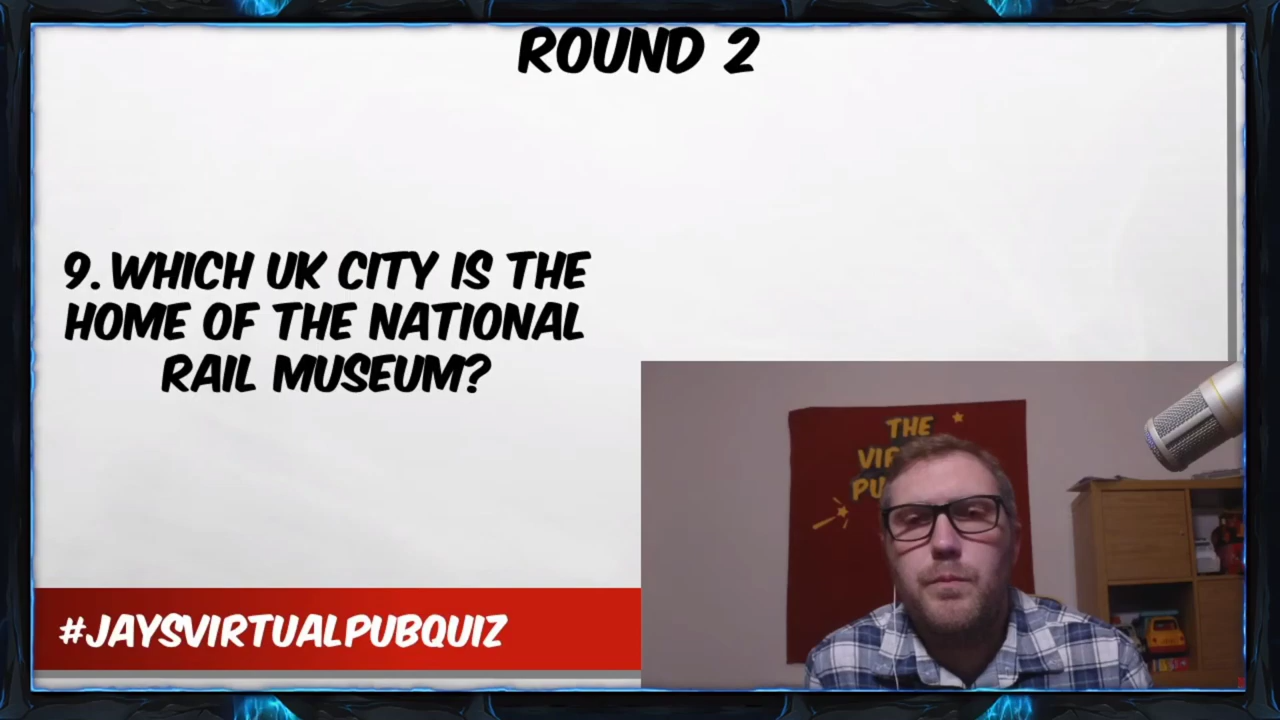 ROUND 2
9. WHICH UK CITY IS THE
HOME OF THE NATIONAL
RAIL MUSEUM?
#JAYSVIRTUALPUBQUIZ
THE